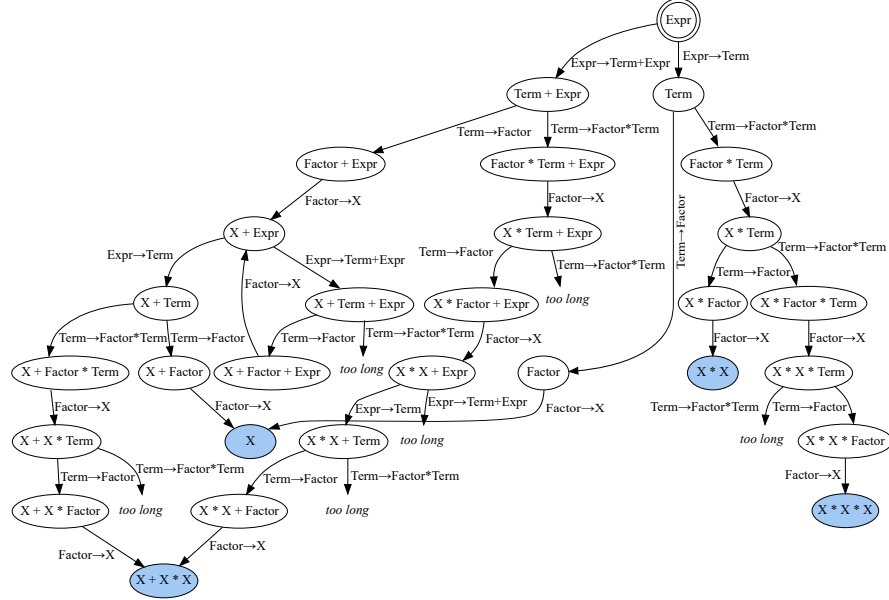 Expr
Expr→Term+Expr
Expr→Term
Term + Expr
Term
Term→Factor
Term→Factor*Term
Term→Factor*Term
Factor + Expr
Factor * Term + Expr
Factor * Term
Factor→X
Factor→X
Factor→X
Term→Factor
X + Expr
X * Term + Expr
X * Term
Expr→Term
Expr→Term+Expr
Term→Factor
Term→Factor*Term
Term→Factor*Term
Term→Factor
Factor→X
X + Term
X + Term + Expr
X * Factor + Expr
too long
X * Factor
X * Factor * Term
Term→Factor*Term
Term→Factor
Term→Factor
Term→Factor*Term
Factor→X
Factor→X
Factor→X
X + Factor * Term
X + Factor
X + Factor + Expr
too long
X * X + Expr
Factor
X * X
X * X * Term
Factor→X
Factor→X
Expr→Term
Expr→Term+Expr
Factor→X
Term→Factor*Term
Term→Factor
X + X * Term
X
X * X + Term
too long
too long
X * X * Factor
Term→Factor
Term→Factor*Term
Term→Factor
Term→Factor*Term
Factor→X
X + X * Factor
too long
X * X + Factor
too long
X * X * X
Factor→X
Factor→X
X + X * X